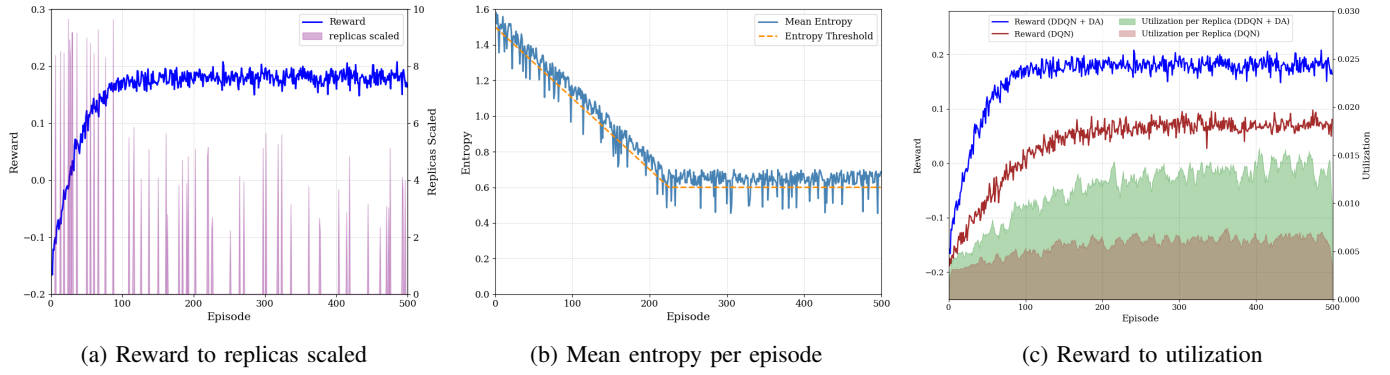 Reward
replicas scaled
0.3
0.2
0.1
0.0
−0.1
−0.2
Reward
10
8
6
4
2
0
Replicas Scaled
0
100
200
300
400
500
Episode
(a) Reward to replicas scaled
Mean Entropy
Entropy Threshold
1.6
1.4
1.2
1.0
0.8
0.6
0.4
0.2
0.0
Entropy
0
100
200
300
400
500
Episode
(b) Mean entropy per episode
Reward (DDQN + DA)
Reward (DQN)
Utilization per Replica (DDQN + DA)
Utilization per Replica (DQN)
0.2
0.1
0.0
−0.1
−0.2
Reward
0.030
0.025
0.020
0.015
0.010
0.005
0.000
Utilization
0
100
200
300
400
500
Episode
(c) Reward to utilization